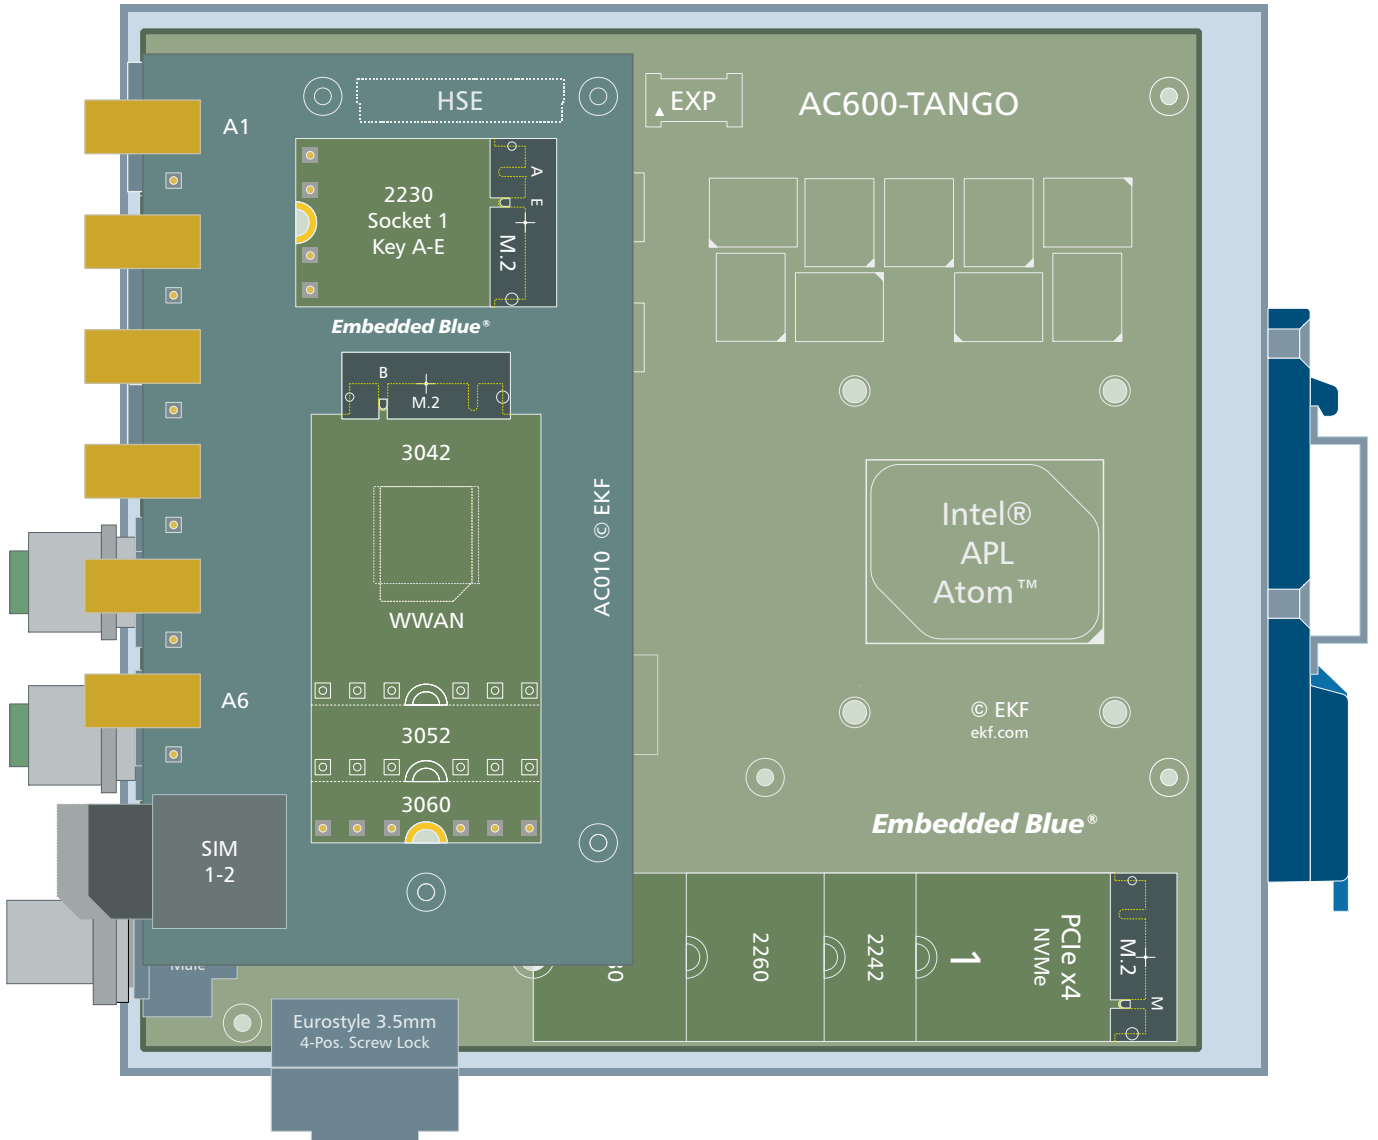 HSE
EXP
AC600-TANGO
A1
2230
Socket 1
Key A-E
A
E
M.2
Embedded Blue®
B
M.2
3042
WWAN
AC010 © EKF
Intel®
APL
Atom™
A6
3052
3060
© EKF
ekf.com
Embedded Blue®
SIM
1-2
2260
2242
1
PCIe x4
NVMe
M.2
M
Eurostyle 3.5mm
4-Pos. Screw Lock